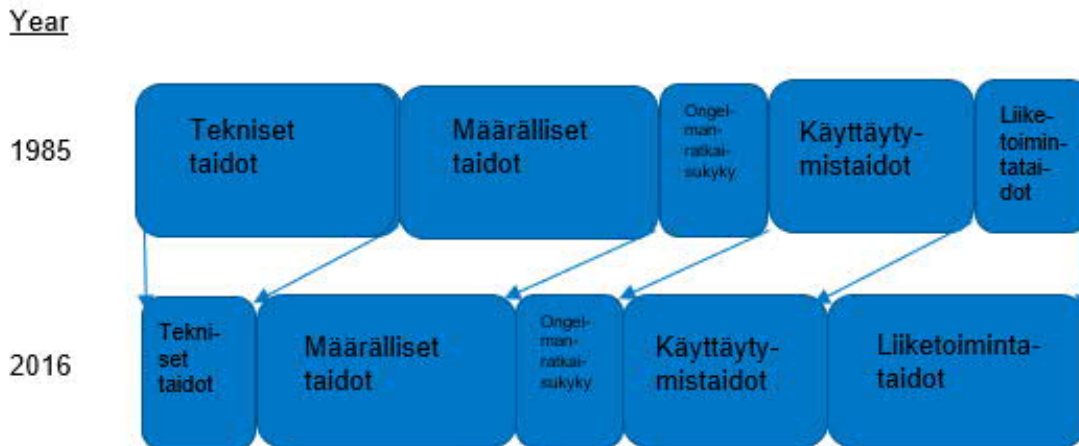 Year
1985
Tekniset
taidot
Määrälliset
taidot
Ongel-
man-
ratkai-
sukyky
Käyttäyty-
mistaidot
Liike-
toimin-
tatai-
dot
2016
Tekni-
set
taidot
Määrälliset
taidot
Ongel-
man-
ratkai-
sukyky
Käyttäyty-
mistaidot
Liiketoiminta-
taidot